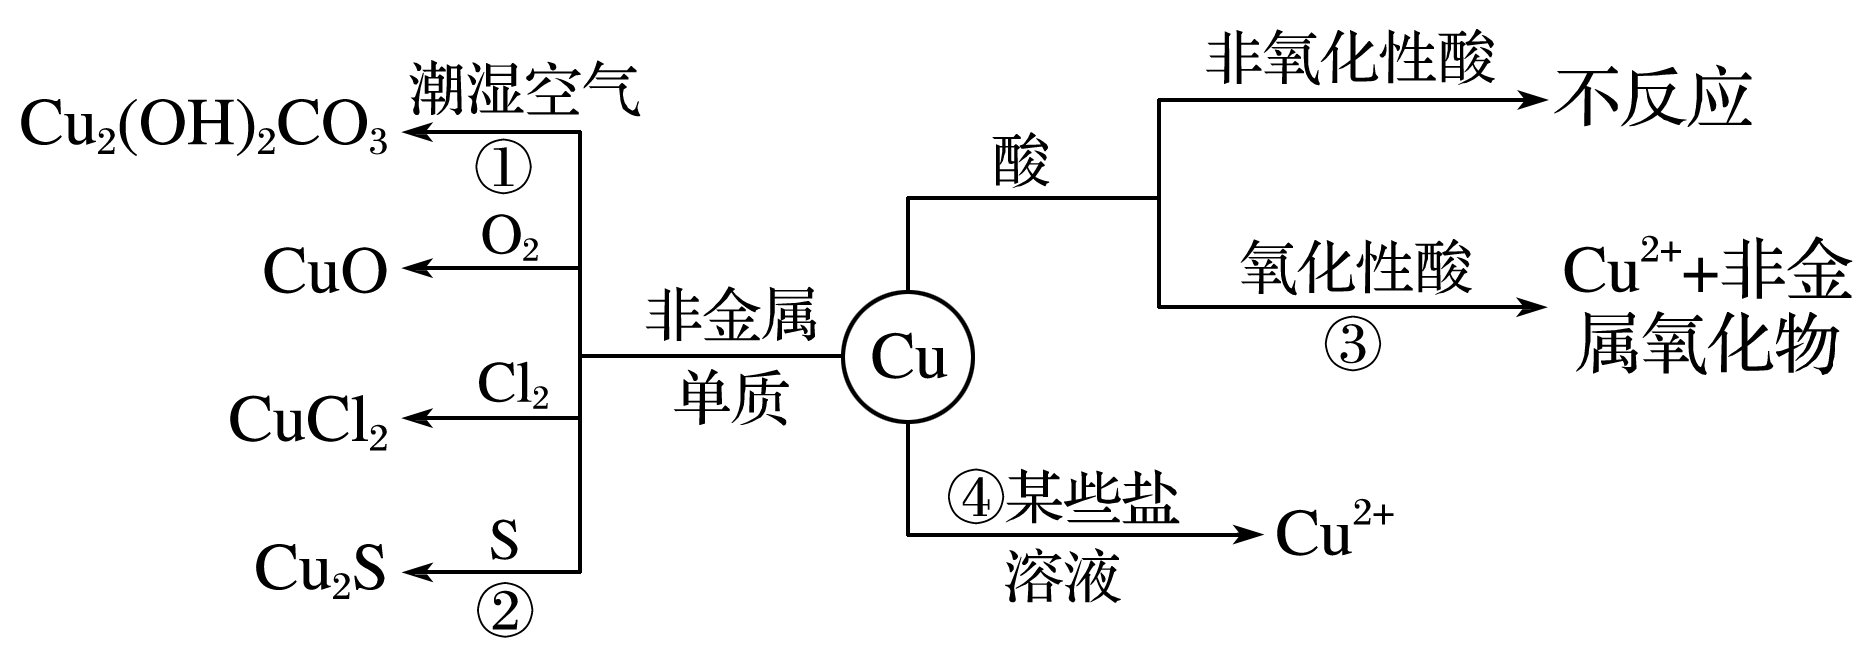 Cu₂(OH)₂CO₃
潮湿空气
①
CuO
O₂
CuCl₂
Cl₂
Cu₂S
S
②
非金属
单质
Cu
酸
非氧化性酸
不反应
氧化性酸
③
Cu²⁺+非金
属氧化物
④某些盐
溶液
Cu²⁺